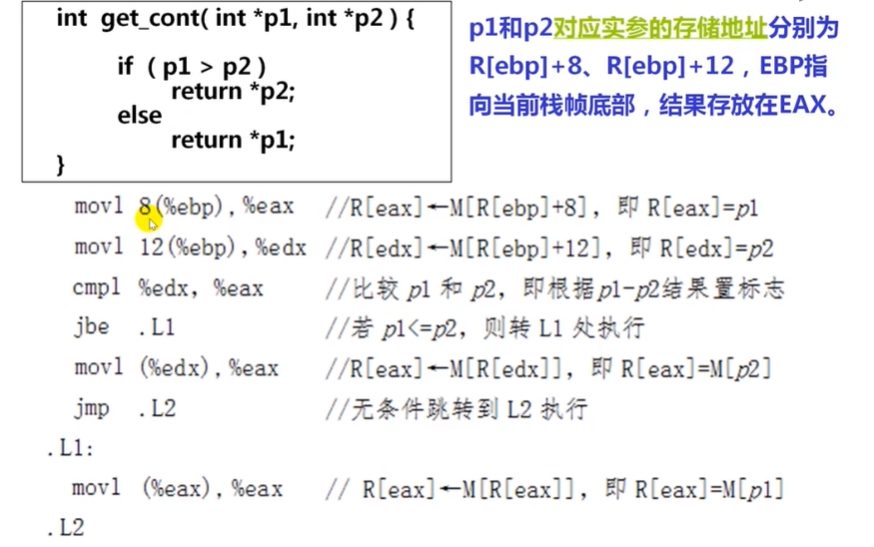 int get_cont( int *p1, int *p2 ) {
if ( p1 > p2 )
return *p2;
else
return *p1;
}
p1和p2对应实参的存储地址分别为
R[ebp]+8、R[ebp]+12，EBP指
向当前栈帧底部，结果存放在EAX。
movl 8(%ebp),%eax //R[eax]←M[R[ebp]+8]，即 R[eax]=p1
movl 12(%ebp),%edx //R[edx]←M[R[ebp]+12]，即 R[edx]=p2
cmpl %edx, %eax //比较 p1 和 p2，即根据p1-p2结果置标志
jbe .L1 //若 p1<=p2，则转 L1 处执行
movl (%edx),%eax //R[eax]←M[R[edx]]，即 R[eax]=M[p2]
jmp .L2 //无条件跳转到 L2 执行
.L1:
movl (%eax),%eax // R[eax]←M[R[eax]]，即 R[eax]=M[p1]
.L2